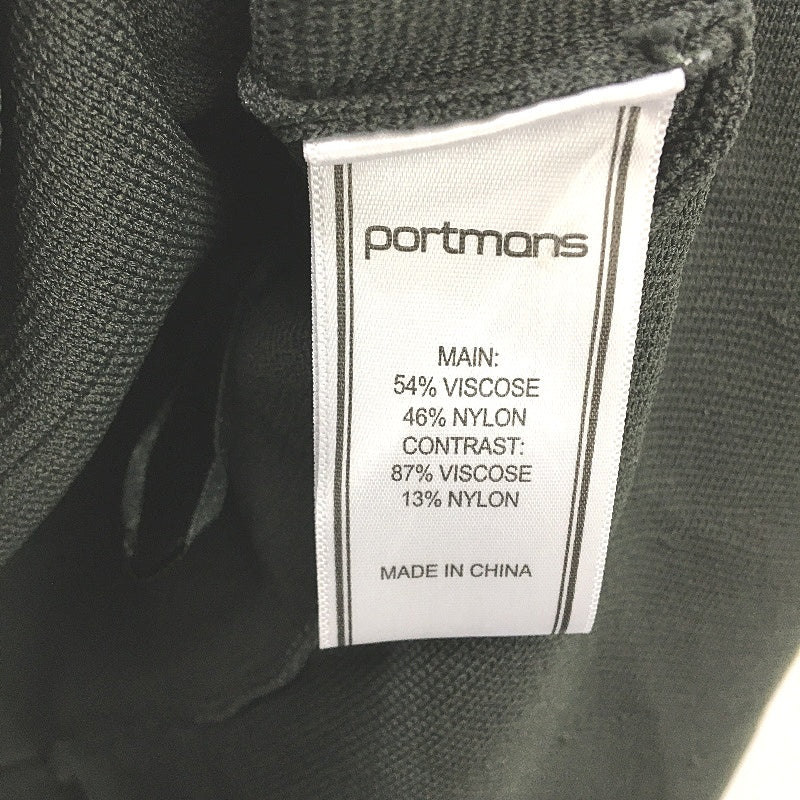 portmans
MAIN:
54% VISCOSE
46% NYLON
CONTRAST:
87% VISCOSE
13% NYLON
MADE IN CHINA